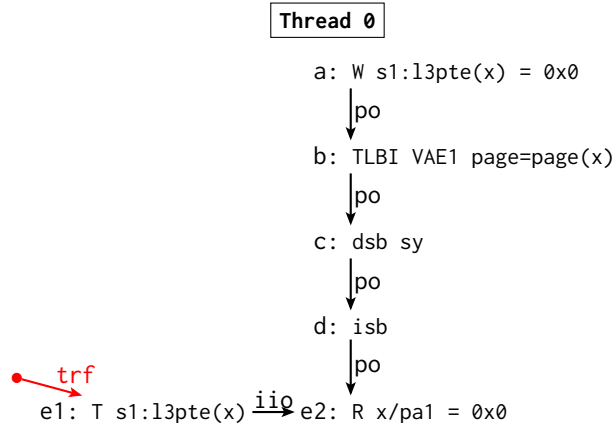 Thread 0
a: W s1:l3pte(x) = 0x0
po
b: TLBI VAE1 page=page(x)
po
c: dsb sy
po
d: isb
po
trf
e1: T s1:l3pte(x) iio e2: R x/pa1 = 0x0